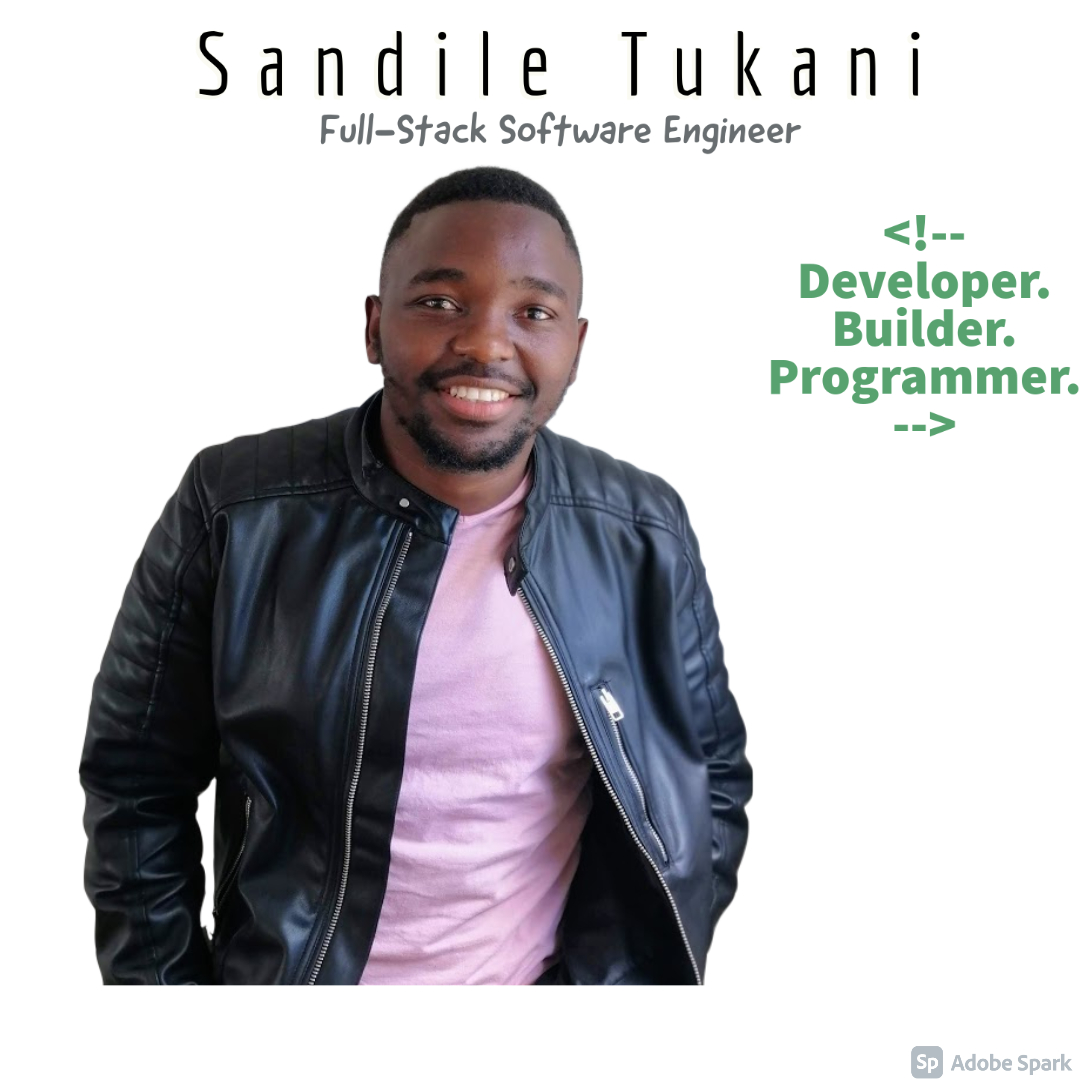 Sandile Tukani
Full-Stack Software Engineer
<!--
Developer.
Builder.
Programmer.
-->
Sp Adobe Spark